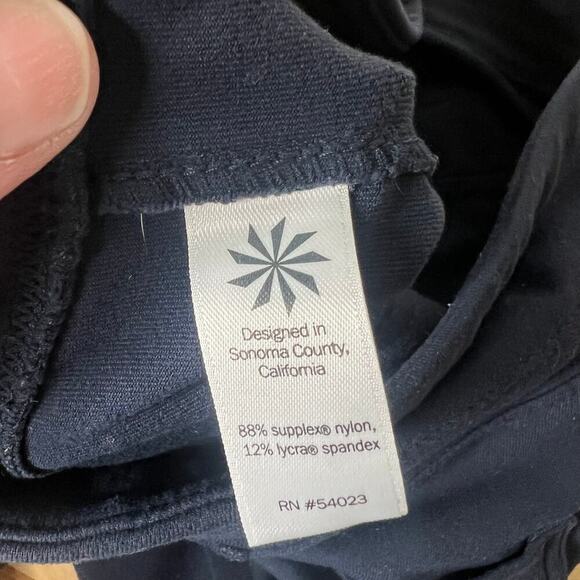 Designed in
Sonoma County,
California
88% supplex® nylon,
12% lycra® spandex
RN #54023